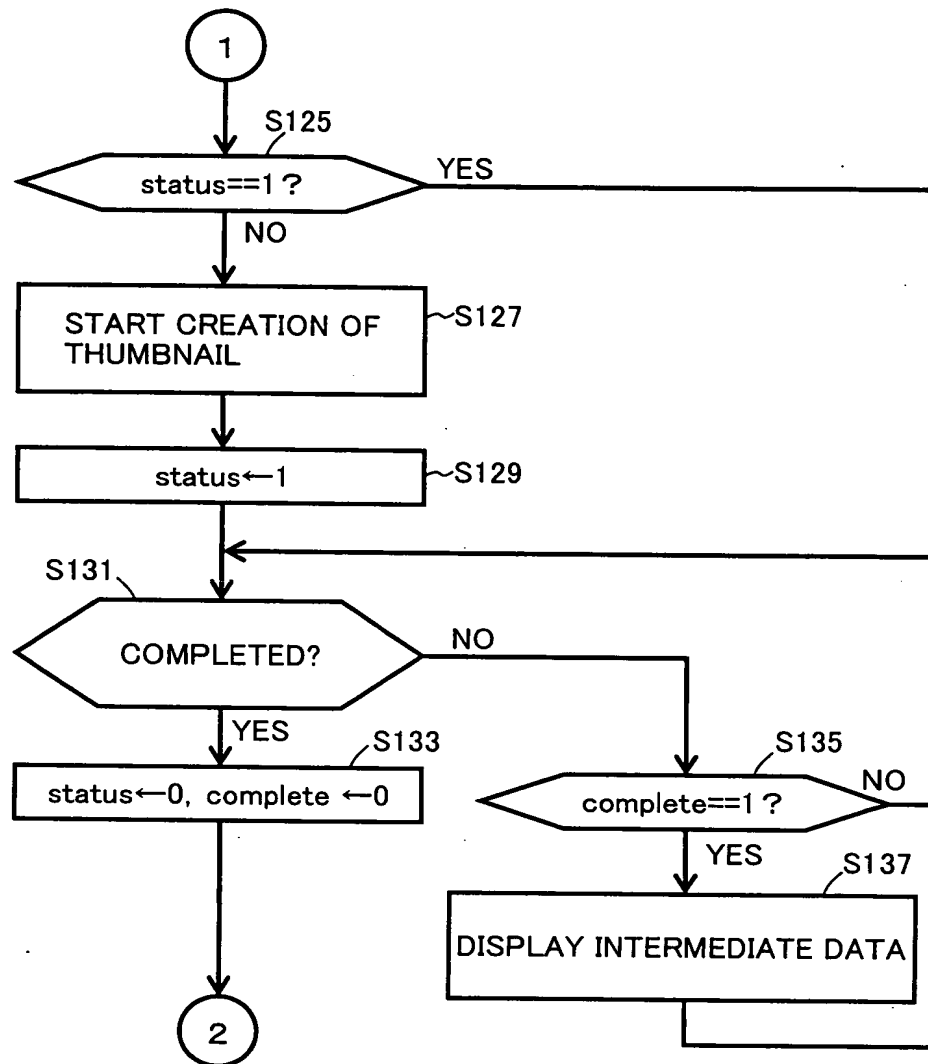 1
S125
status==1?
YES
NO
START CREATION OF
THUMBNAIL
S127
status←1
S129
S131
COMPLETED?
NO
YES
S133
status←0, complete ←0
S135
complete==1?
NO
YES
S137
DISPLAY INTERMEDIATE DATA
2